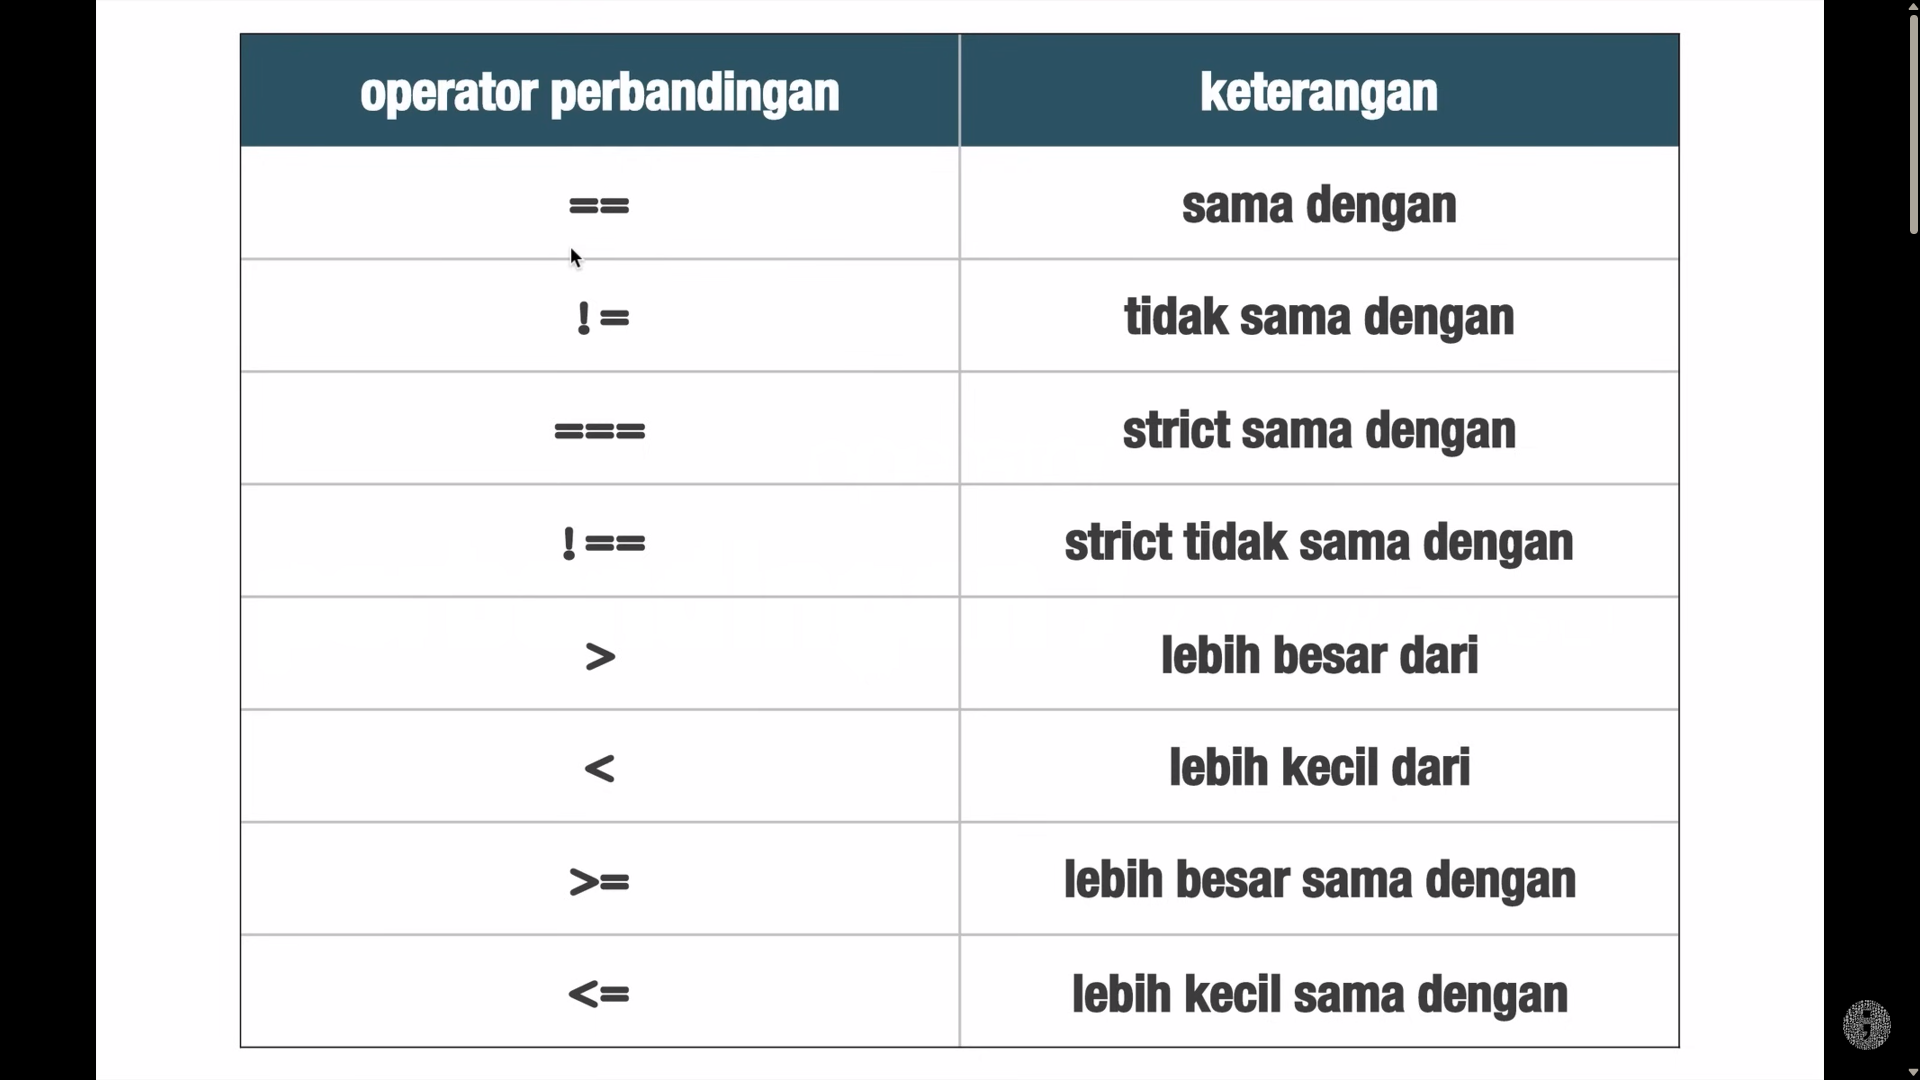 operator perbandingan keterangan
== sama dengan
!= tidak sama dengan
=== strict sama dengan
!== strict tidak sama dengan
> lebih besar dari
< lebih kecil dari
>= lebih besar sama dengan
<= lebih kecil sama dengan